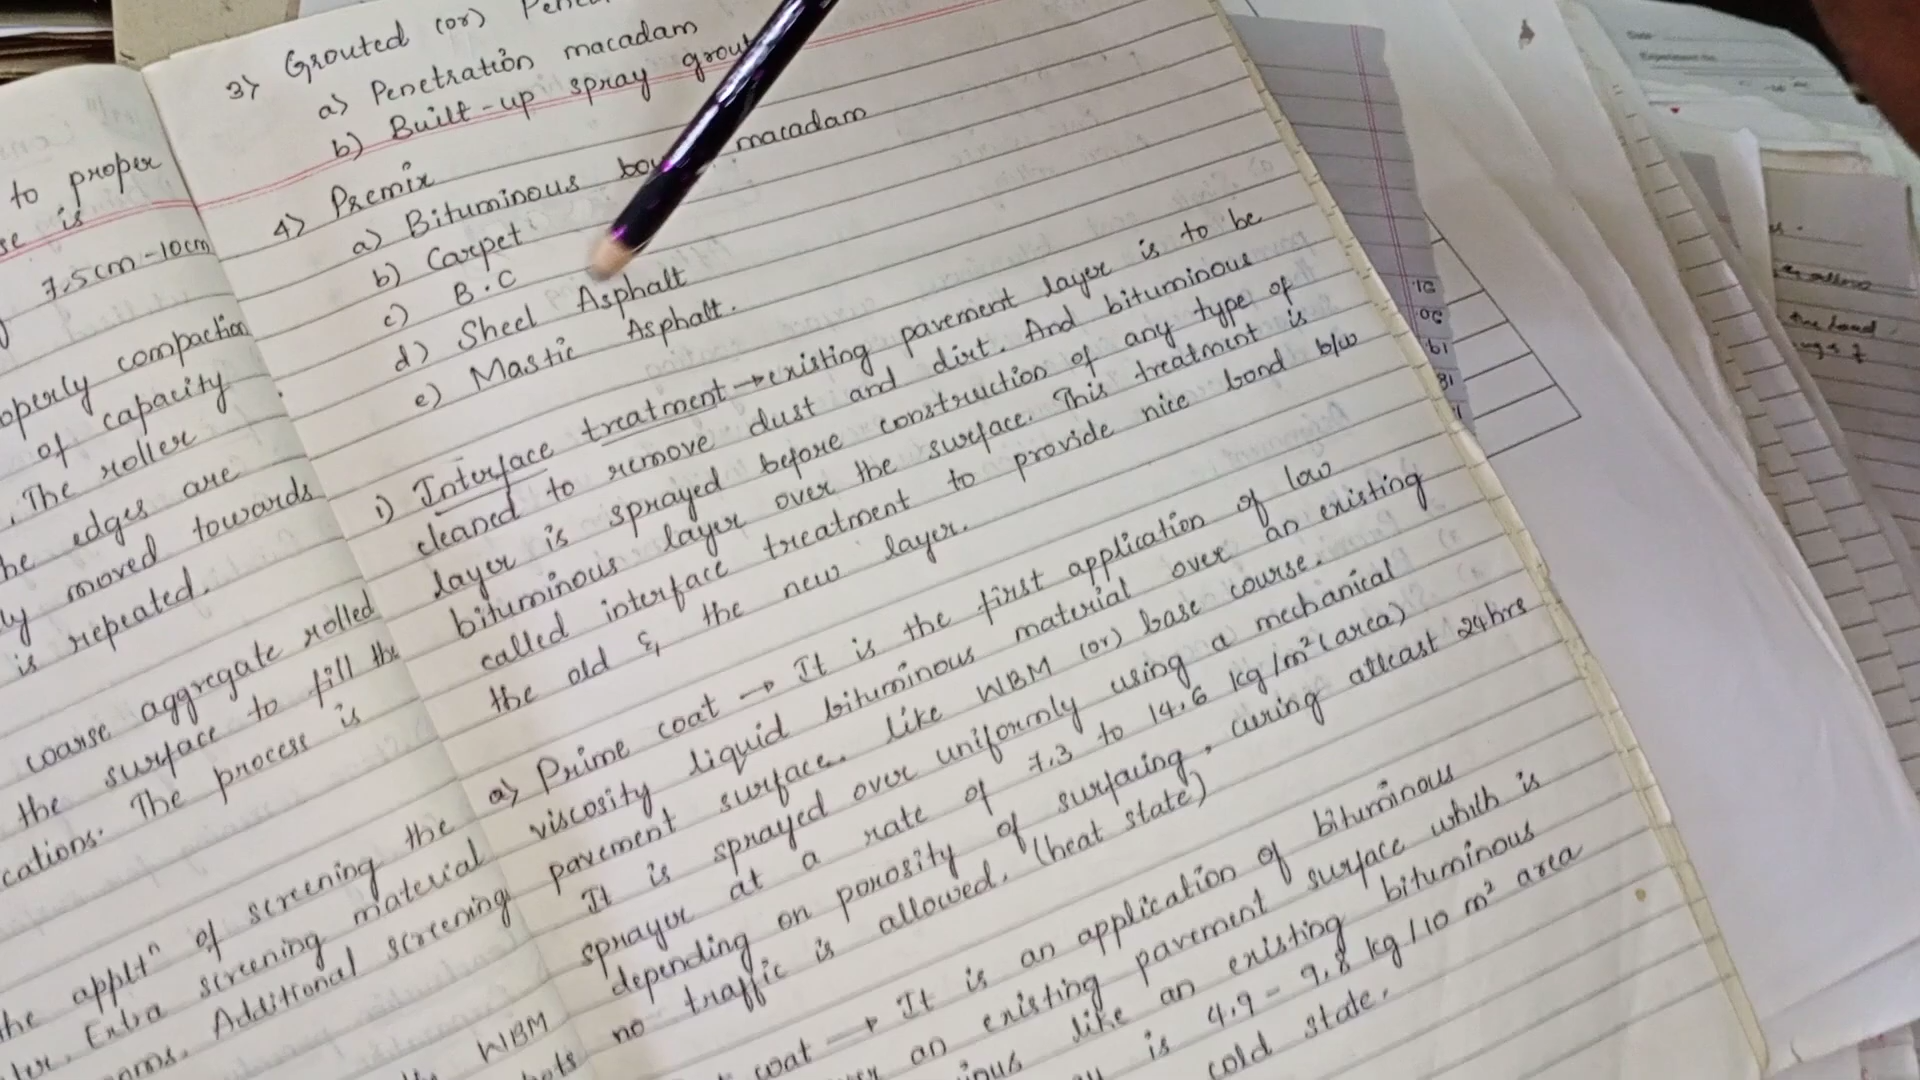 to proper
is
7.5cm - 10cm
compaction
of capacity
The roller
edges are
moved towards
is repeated.
coarse aggregate rolled
the surface to fill the
The process is
the applt^n of screening the
Extra screening material
Additional screening
WBM
3) Grouted (or)
a) Penetration macadam
b) Built-up spray grout
4) Premix
a) Bituminous macadam
b) Carpet
c) B.C
d) Sheel Asphalt
e) Mastic Asphalt.
i) Interface treatment → existing pavement layer is to be
cleaned to remove dust and dirt. And bituminous
layer is sprayed before construction of any type of
bituminous layer over the surface. This treatment is
called interface treatment to provide nice bond b/w
the old & the new layer.
a) Prime coat → It is the first application of low
viscosity liquid bituminous material over an existing
pavement surface. like WBM (or) base course.
It is sprayed over uniformly using a mechanical
sprayer at a rate of 7.3 to 14.6 kg/m² (area)
depending on porosity of surfacing, curing atleast 24hrs
no traffic is allowed. (heat state)
coat → It is an application of bituminous
an existing pavement surface which is
like an existing bituminous
is 4.9 - 9.8 kg/10 m² area
cold state.